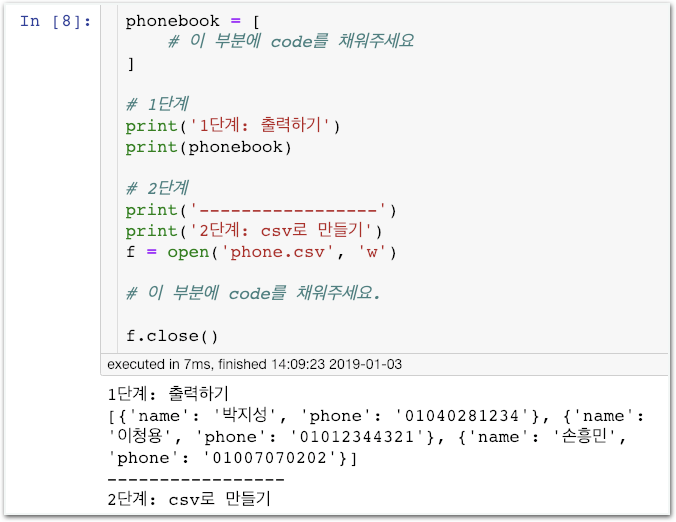 In [8]:
phonebook = [
    # 이 부분에 code를 채워주세요
]
# 1단계
print('1단계: 출력하기')
print(phonebook)
# 2단계
print('-----------------')
print('2단계: csv로 만들기')
f = open('phone.csv', 'w')
# 이 부분에 code를 채워주세요.
f.close()
executed in 7ms, finished 14:09:23 2019-01-03
1단계: 출력하기
[{'name': '박지성', 'phone': '01040281234'}, {'name':
'이청용', 'phone': '01012344321'}, {'name': '손흥민',
'phone': '01007070202'}]
-----------------
2단계: csv로 만들기